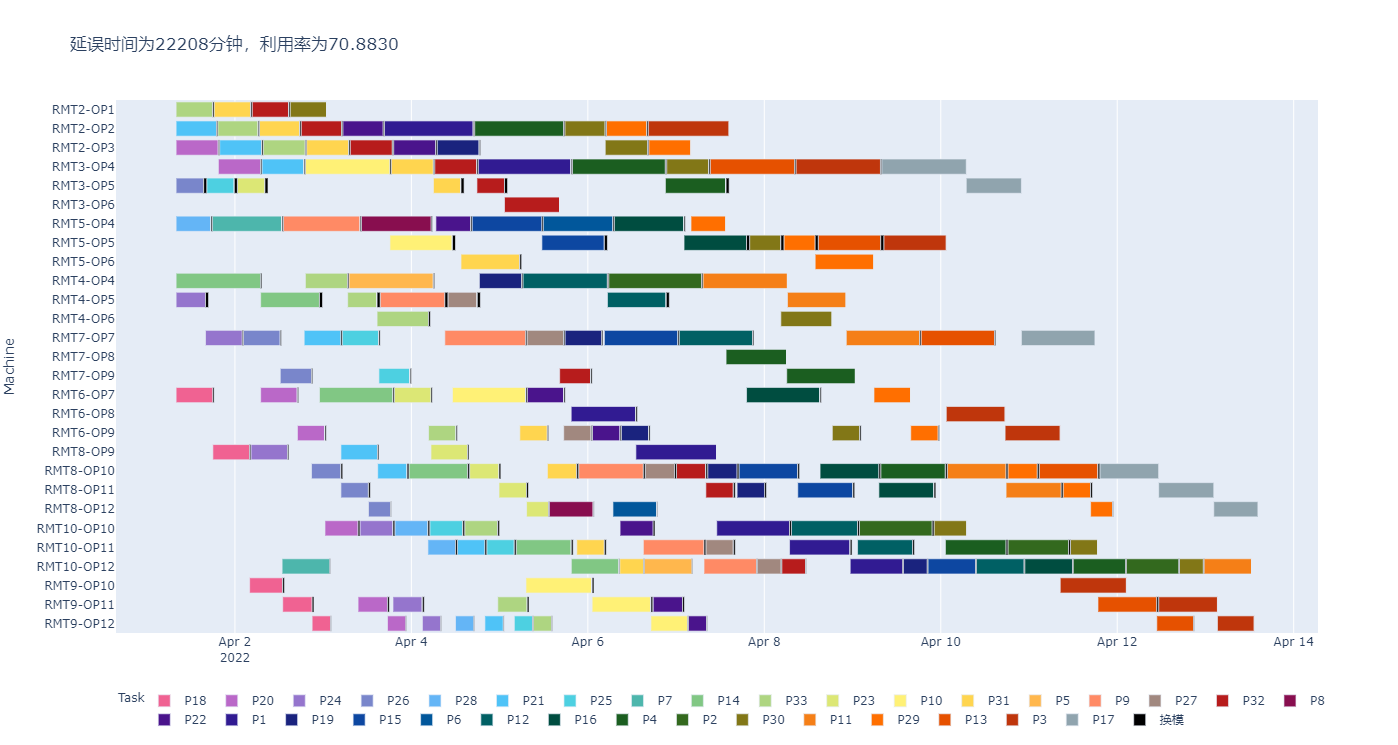 延误时间为22208分钟，利用率为70.8830
Machine
RMT2-OP1
RMT2-OP2
RMT2-OP3
RMT3-OP4
RMT3-OP5
RMT3-OP6
RMT5-OP4
RMT5-OP5
RMT5-OP6
RMT4-OP4
RMT4-OP5
RMT4-OP6
RMT7-OP7
RMT7-OP8
RMT7-OP9
RMT6-OP7
RMT6-OP8
RMT6-OP9
RMT8-OP9
RMT8-OP10
RMT8-OP11
RMT8-OP12
RMT10-OP10
RMT10-OP11
RMT10-OP12
RMT9-OP10
RMT9-OP11
RMT9-OP12
Apr 2 Apr 4 Apr 6 Apr 8 Apr 10 Apr 12 Apr 14
2022
Task P18 P20 P24 P26 P28 P21 P25 P7 P14 P33 P23 P10 P31 P5 P9 P27 P32 P8
P22 P1 P19 P15 P6 P12 P16 P4 P2 P30 P11 P29 P13 P3 P17 换模